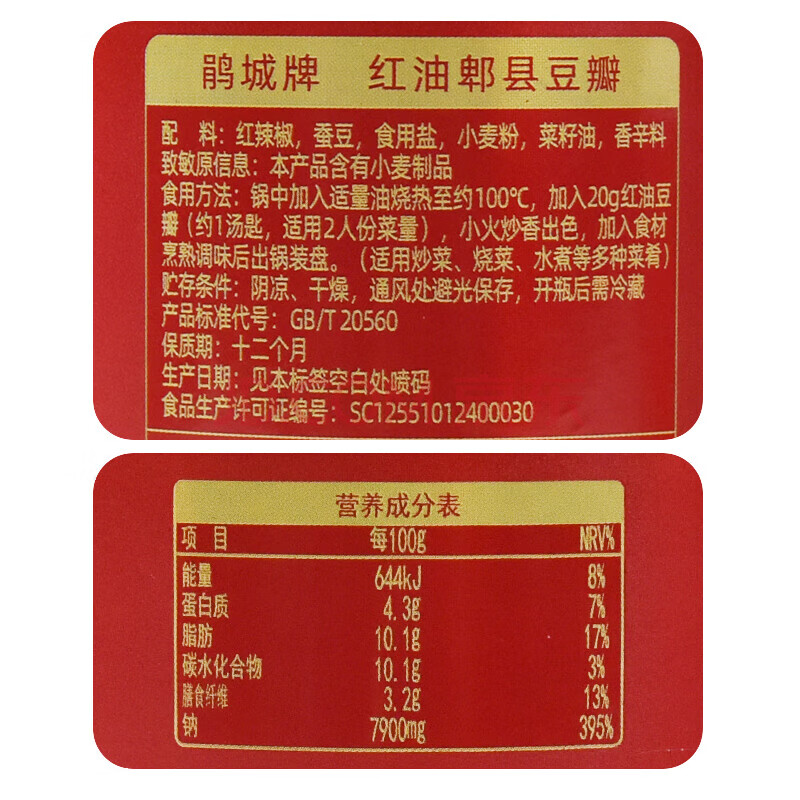 鹃城牌 红油郫县豆瓣
配 料：红辣椒，蚕豆，食用盐，小麦粉，菜籽油，香辛料
致敏原信息：本产品含有小麦制品
食用方法：锅中加入适量油烧热至约100℃，加入20g红油豆
瓣（约1汤匙，适用2人份菜量），小火炒香出色，加入食材
烹熟调味后出锅装盘。（适用炒菜、烧菜、水煮等多种菜肴）
贮存条件：阴凉、干燥，通风处避光保存，开瓶后需冷藏
产品标准代号：GB/T 20560
保质期：十二个月
生产日期：见本标签空白处喷码
食品生产许可证编号：SC12551012400030
营养成分表
项 目 每100g NRV%
能量 644kJ 8%
蛋白质 4.3g 7%
脂肪 10.1g 17%
碳水化合物 10.1g 3%
膳食纤维 3.2g 13%
钠 7900mg 395%